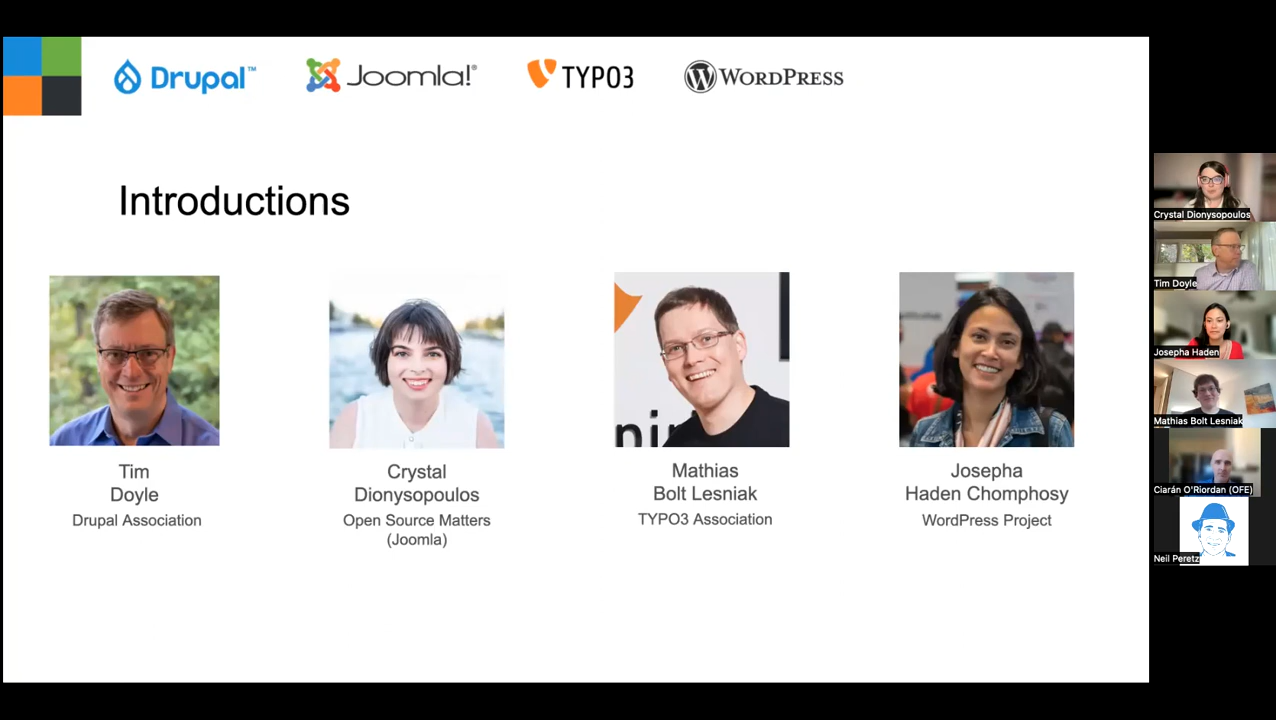 Drupal™
Joomla!®
TYPO3
WORDPRESS
Introductions
Tim
Doyle
Drupal Association
Crystal
Dionysopoulos
Open Source Matters
(Joomla)
Mathias
Bolt Lesniak
TYPO3 Association
Josepha
Haden Chomphosy
WordPress Project
Crystal Dionysopoulos
Tim Doyle
Josepha Haden
Mathias Bolt Lesniak
Ciarán O'Riordan (OFE)
Neil Peretz